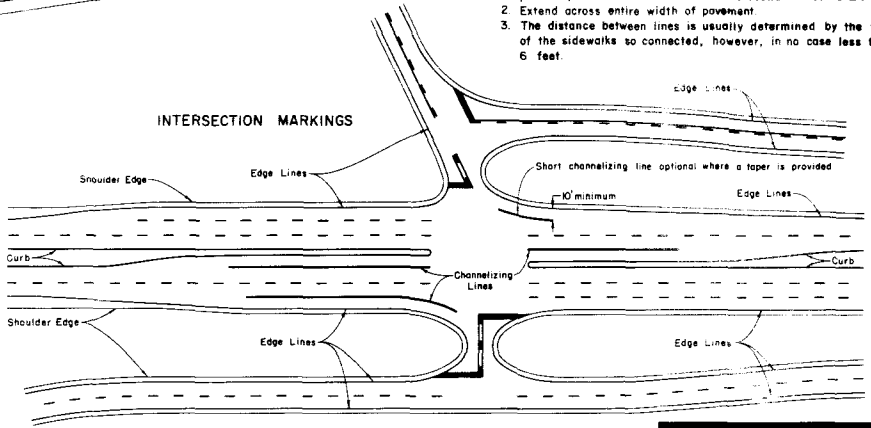 2. Extend across entire width of pavement.
3. The distance between lines is usually determined by the
of the sidewalks so connected, however, in no case less
6 feet.
INTERSECTION MARKINGS
Edge Lines
Short channelizing line optional where a taper is provided
Shoulder Edge
Edge Lines
10' minimum
Edge Lines
Curb
Channelizing
Lines
Curb
Shoulder Edge
Edge Lines
Edge Lines